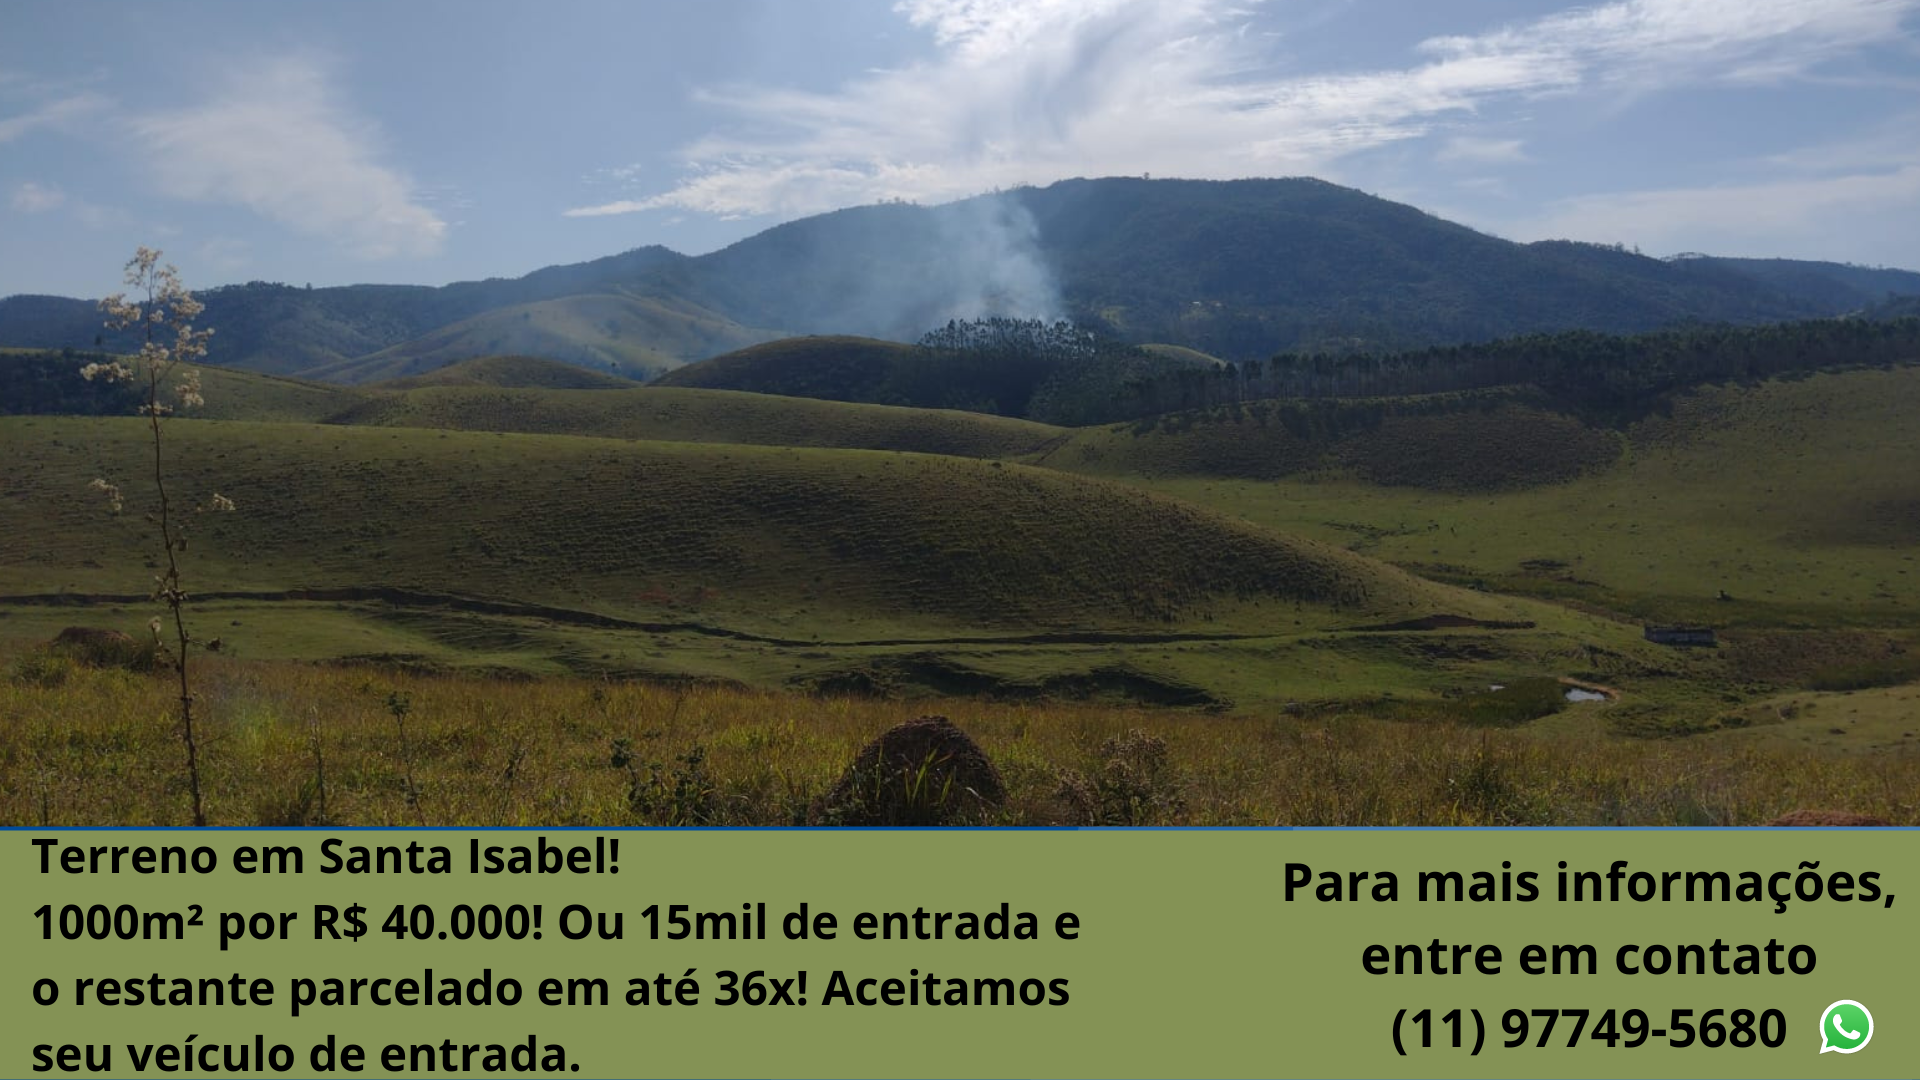 Terreno em Santa Isabel!
1000m² por R$ 40.000! Ou 15mil de entrada e
o restante parcelado em até 36x! Aceitamos
seu veículo de entrada.
Para mais informações,
entre em contato
(11) 97749-5680